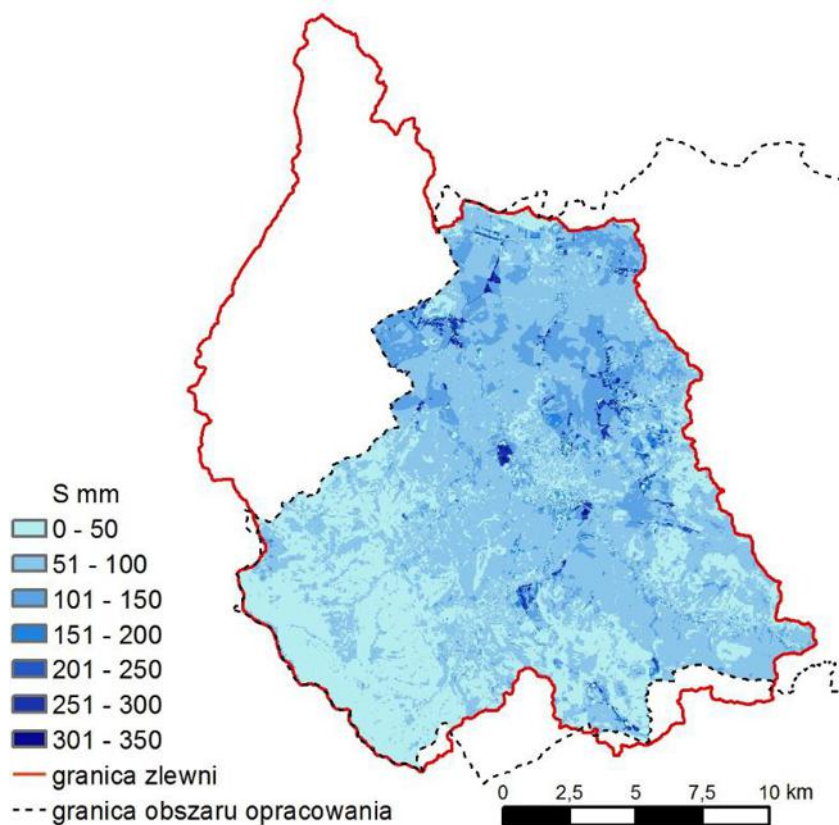 S mm
0 - 50
51 - 100
101 - 150
151 - 200
201 - 250
251 - 300
301 - 350
granica zlewni
granica obszaru opracowania
0 2,5 5 7,5 10 km